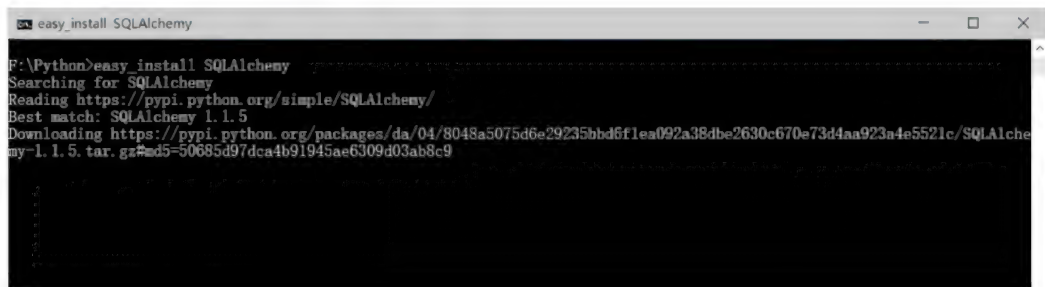 easy_install SQLAlchemy
F:\Python>easy_install SQLAlchemy
Searching for SQLAlchemy
Reading https://pypi.python.org/simple/SQLAlchemy/
Best match: SQLAlchemy 1.1.5
Downloading https://pypi.python.org/packages/da/04/8048a5075d6e29235bbd6f1ea092a38dbe2630c670e73d4aa923a4e5521c/SQLAlche
my-1.1.5.tar.gz#md5=50685d97dca4b91945ae6309d03ab8c9